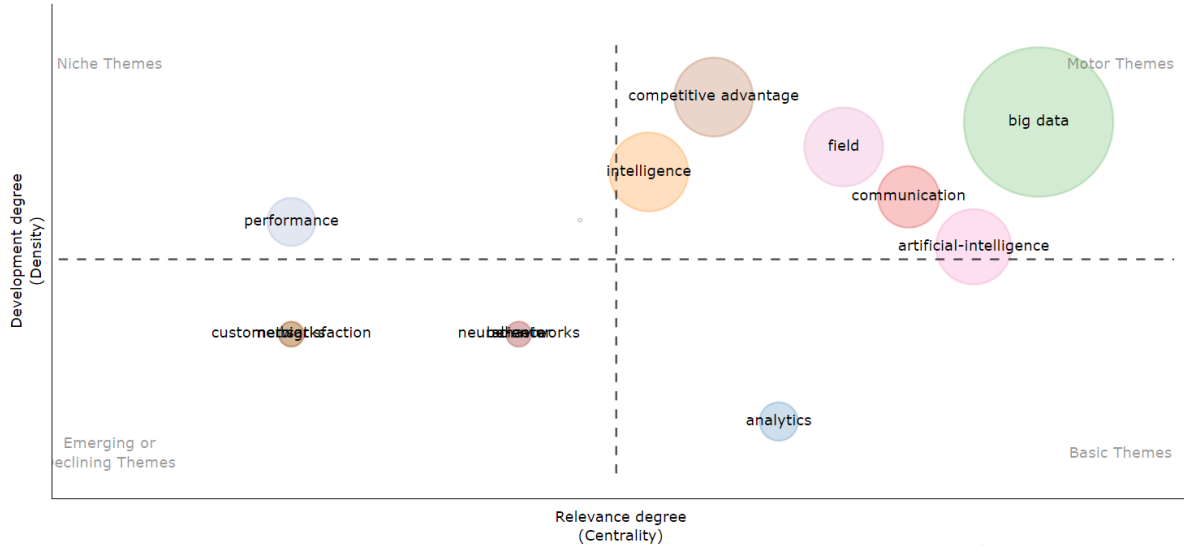 Niche Themes
Motor Themes
competitive advantage
big data
field
intelligence
communication
performance
artificial-intelligence
Development degree
(Density)
analytics
Emerging or
eclining Themes
Basic Themes
Relevance degree
(Centrality)